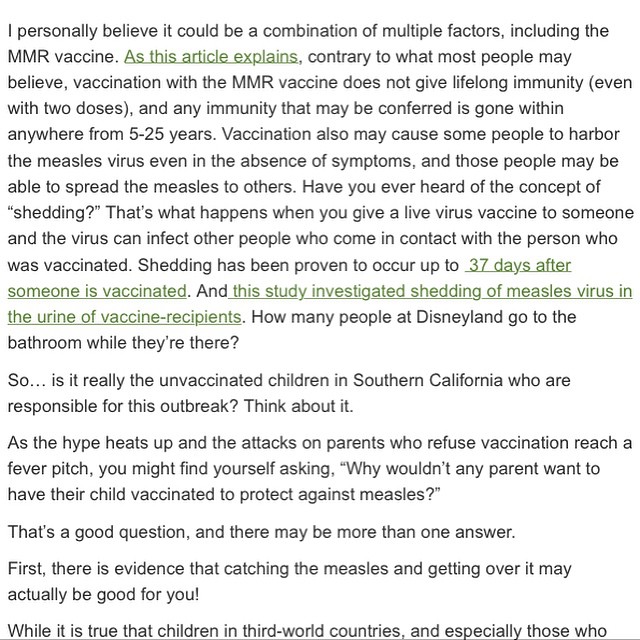 I personally believe it could be a combination of multiple factors, including the
MMR vaccine. As this article explains, contrary to what most people may
believe, vaccination with the MMR vaccine does not give lifelong immunity (even
with two doses), and any immunity that may be conferred is gone within
anywhere from 5-25 years. Vaccination also may cause some people to harbor
the measles virus even in the absence of symptoms, and those people may be
able to spread the measles to others. Have you ever heard of the concept of
“shedding?” That’s what happens when you give a live virus vaccine to someone
and the virus can infect other people who come in contact with the person who
was vaccinated. Shedding has been proven to occur up to 37 days after
someone is vaccinated. And this study investigated shedding of measles virus in
the urine of vaccine-recipients. How many people at Disneyland go to the
bathroom while they’re there?
So… is it really the unvaccinated children in Southern California who are
responsible for this outbreak? Think about it.
As the hype heats up and the attacks on parents who refuse vaccination reach a
fever pitch, you might find yourself asking, “Why wouldn’t any parent want to
have their child vaccinated to protect against measles?”
That’s a good question, and there may be more than one answer.
First, there is evidence that catching the measles and getting over it may
actually be good for you!
While it is true that children in third-world countries, and especially those who